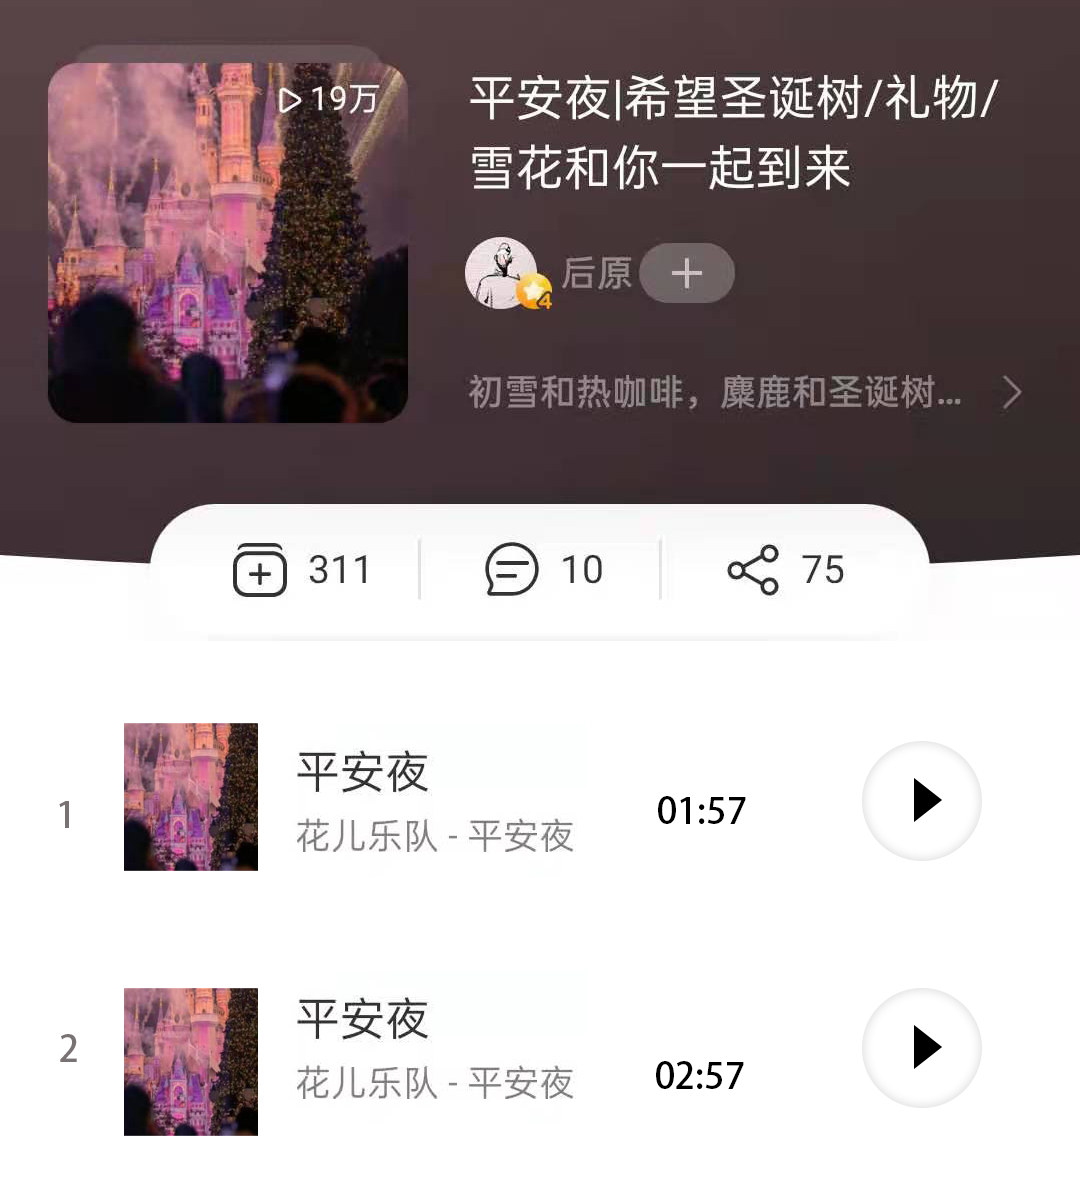 19万
平安夜|希望圣诞树/礼物/
雪花和你一起到来
4
后原
初雪和热咖啡，麋鹿和圣诞树...
311
10
75
1
平安夜
花儿乐队 - 平安夜
01:57
2
平安夜
花儿乐队 - 平安夜
02:57